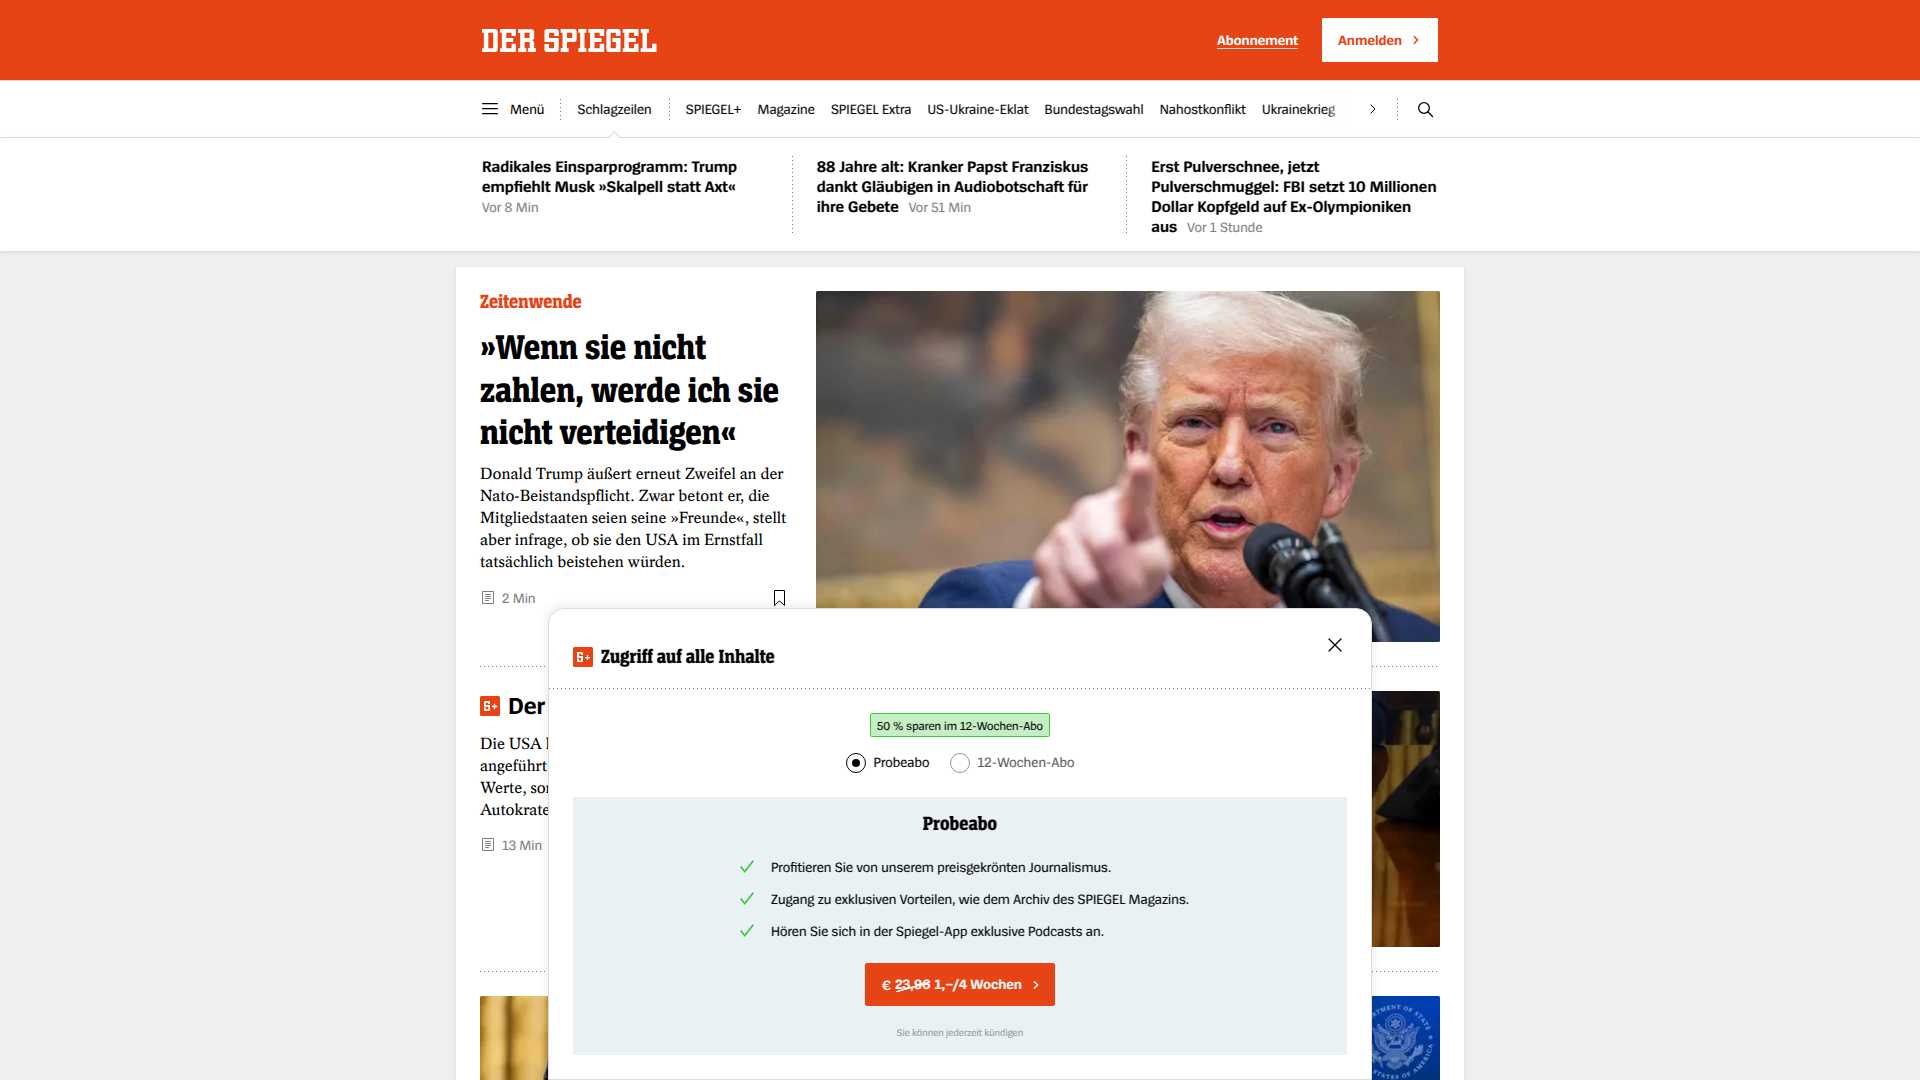 DER SPIEGEL
Abonnement
Anmelden
Menü
Schlagzeilen
SPIEGEL+
Magazine
SPIEGEL Extra
US-Ukraine-Eklat
Bundestagswahl
Nahostkonflikt
Ukrainekrieg
Radikales Einsparprogramm: Trump
empfiehlt Musk »Skalpell statt Axt«
Vor 8 Min
88 Jahre alt: Kranker Papst Franziskus
dankt Gläubigen in Audiobotschaft für
ihre Gebete Vor 51 Min
Erst Pulverschnee, jetzt
Pulverschmuggel: FBI setzt 10 Millionen
Dollar Kopfgeld auf Ex-Olympioniken
aus Vor 1 Stunde
Zeitenwende
»Wenn sie nicht
zahlen, werde ich sie
nicht verteidigen«
Donald Trump äußert erneut Zweifel an der
Nato-Beistandspflicht. Zwar betont er, die
Mitgliedstaaten seien seine »Freunde«, stellt
aber infrage, ob sie den USA im Ernstfall
tatsächlich beistehen würden.
2 Min
Der
Die USA
angeführt
Werte,
13 Min
Zugriff auf alle Inhalte
50 % sparen im 12-Wochen-Abo
Probeabo
12-Wochen-Abo
Probeabo
Profitieren Sie von unserem preisgekrönten Journalismus.
Zugang zu exklusiven Vorteilen, wie dem Archiv des SPIEGEL Magazins.
Hören Sie sich in der Spiegel-App exklusive Podcasts an.
€ 23,96 1,–/4 Wochen
Sie können jederzeit kündigen